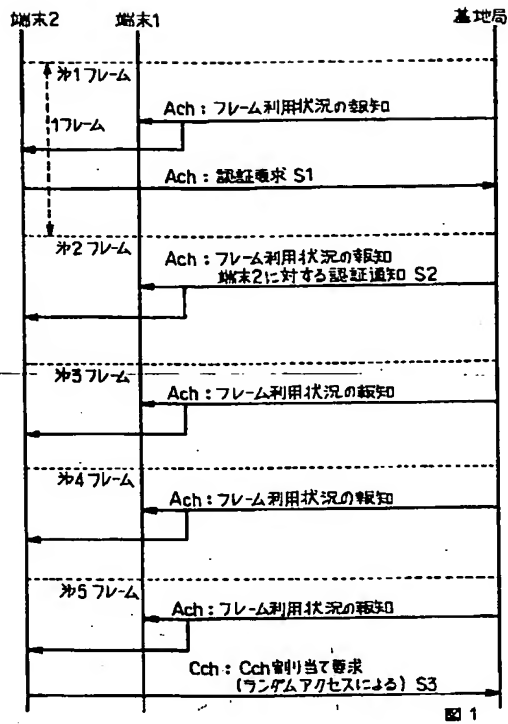 端末2 端末1 基地局
第1フレーム
1フレーム
Ach:フレーム利用状況の報知
Ach:認証要求 S1
第2フレーム
Ach:フレーム利用状況の報知
端末2に対する認証通知 S2
第3フレーム
Ach:フレーム利用状況の報知
第4フレーム
Ach:フレーム利用状況の報知
第5フレーム
Ach:フレーム利用状況の報知
Cch:Cch割り当て要求
(ランダムアクセスによる) S3
図 1